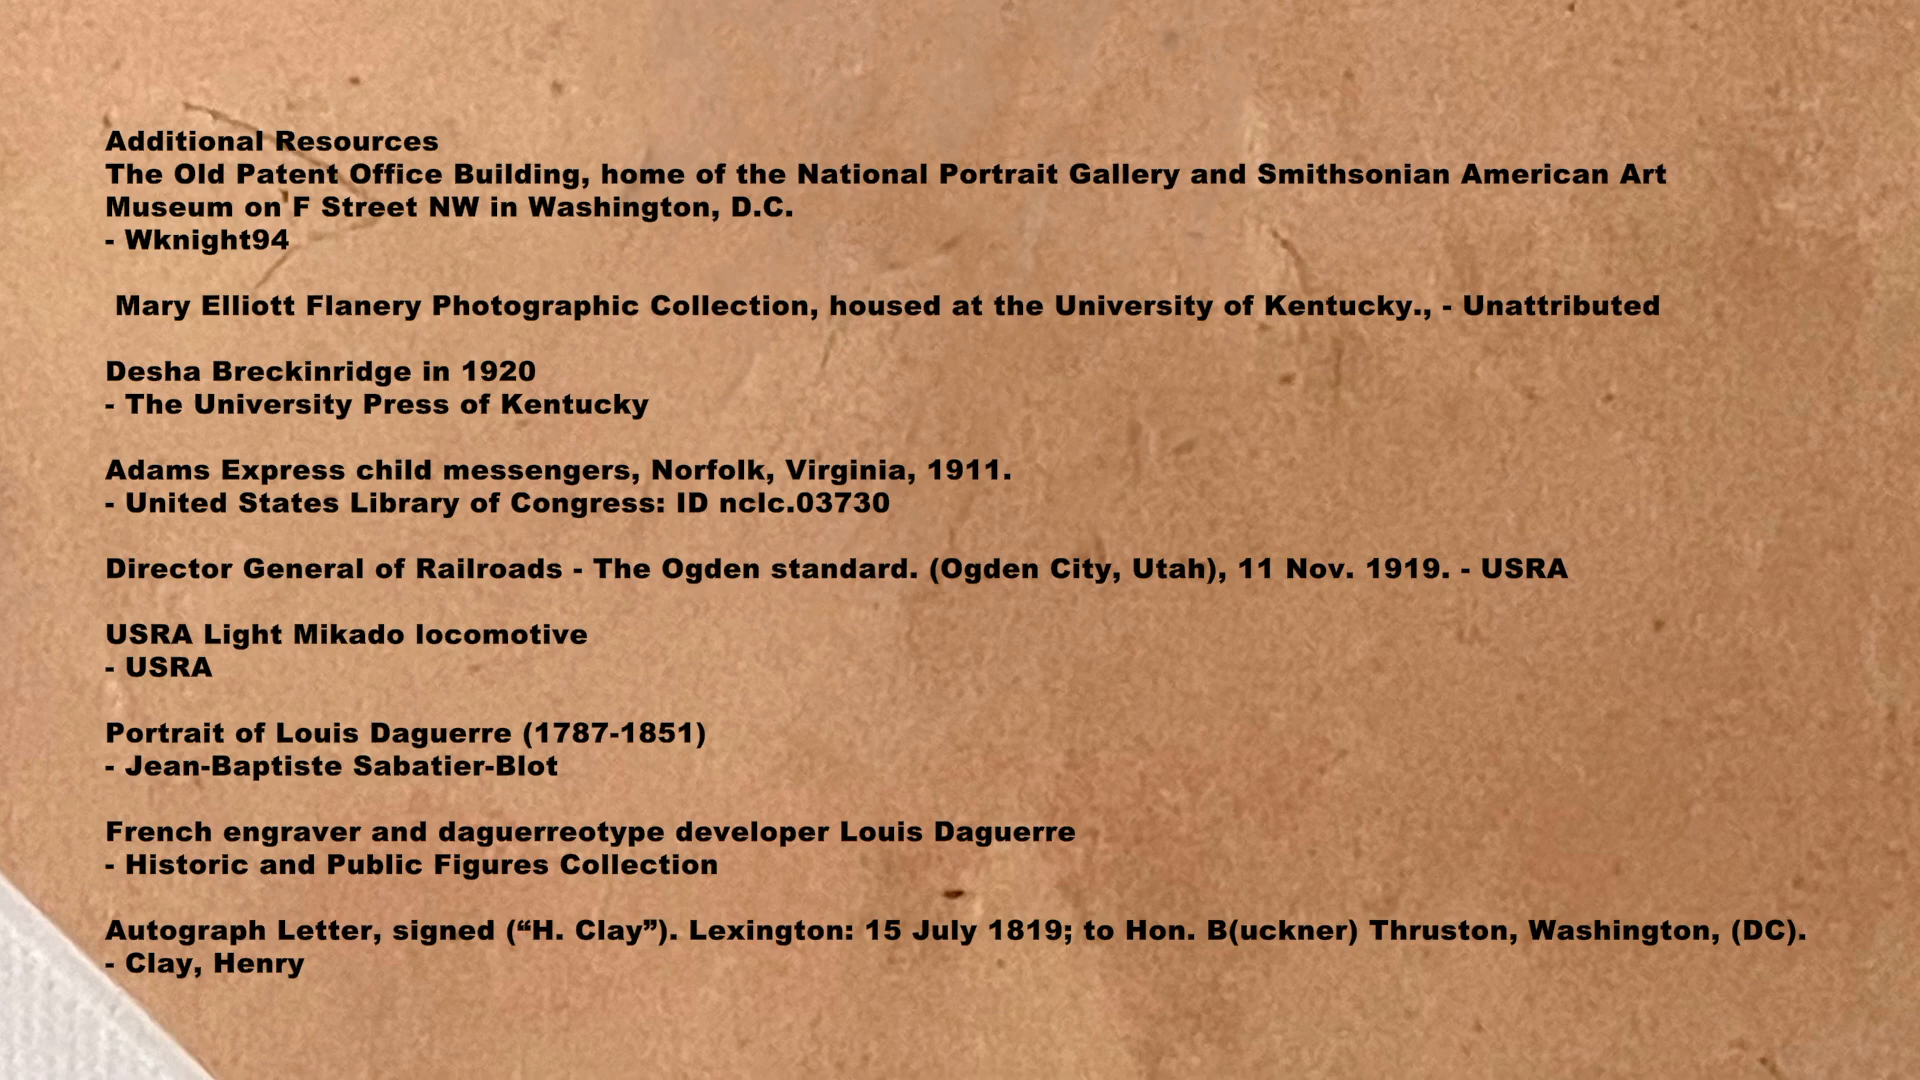 Additional Resources
The Old Patent Office Building, home of the National Portrait Gallery and Smithsonian American Art
Museum on F Street NW in Washington, D.C.
- Wknight94
Mary Elliott Flanery Photographic Collection, housed at the University of Kentucky., - Unattributed
Desha Breckinridge in 1920
- The University Press of Kentucky
Adams Express child messengers, Norfolk, Virginia, 1911.
- United States Library of Congress: ID nclc.03730
Director General of Railroads - The Ogden standard. (Ogden City, Utah), 11 Nov. 1919. - USRA
USRA Light Mikado locomotive
- USRA
Portrait of Louis Daguerre (1787-1851)
- Jean-Baptiste Sabatier-Blot
French engraver and daguerreotype developer Louis Daguerre
- Historic and Public Figures Collection
Autograph Letter, signed (“H. Clay”). Lexington: 15 July 1819; to Hon. B(uckner) Thruston, Washington, (DC).
- Clay, Henry